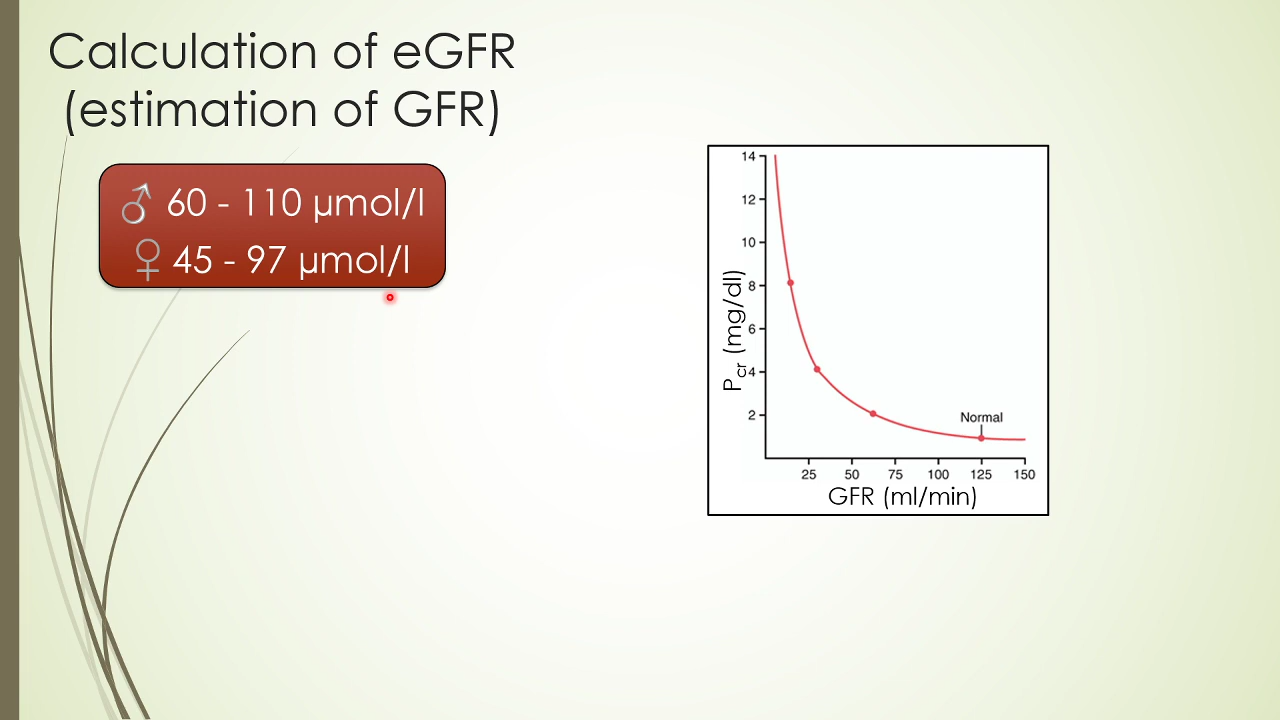 Calculation of eGFR
(estimation of GFR)
♂ 60 - 110 µmol/l
♀ 45 - 97 µmol/l
14
12
10
8
6
4
2
Pcr (mg/dl)
Normal
25 50 75 100 125 150
GFR (ml/min)